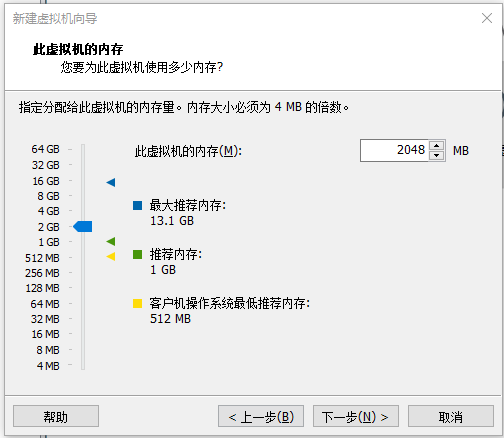 新建虚拟机向导
此虚拟机的内存
您要为此虚拟机使用多少内存?
指定分配给此虚拟机的内存量。内存大小必须为 4 MB 的倍数。
64 GB
32 GB
16 GB
8 GB
4 GB
2 GB
1 GB
512 MB
256 MB
128 MB
64 MB
32 MB
16 MB
8 MB
4 MB
此虚拟机的内存(M): 2048 MB
最大推荐内存:
13.1 GB
推荐内存:
1 GB
客户机操作系统最低推荐内存:
512 MB
帮助 < 上一步(B) 下一步(N) > 取消